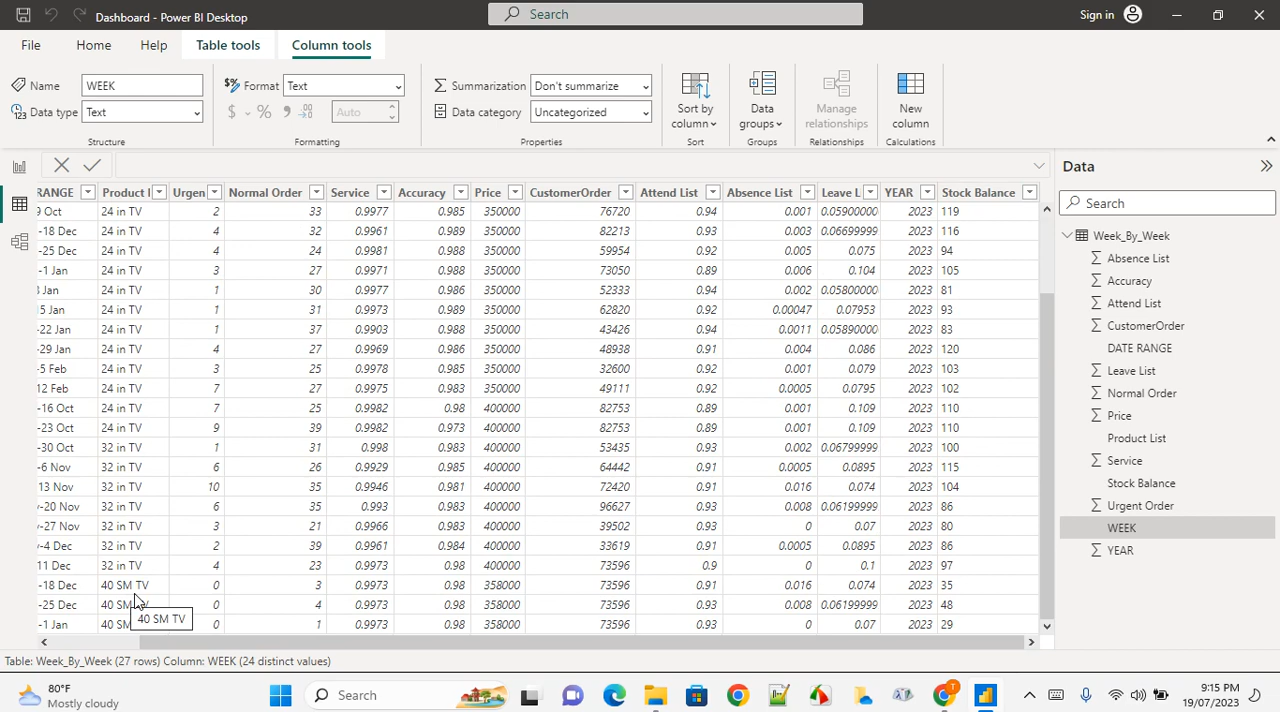 Dashboard - Power BI Desktop
Search
Sign in
File Home Help Table tools Column tools
Name WEEK
Data type Text
Structure
Format Text
$ % 9 Auto
Formatting
Summarization Don't summarize
Data category Uncategorized
Properties
Sort by column
Sort
Data groups
Groups
Manage relationships
Relationships
New column
Calculations
RANGE Product l Urgen Normal Order Service Accuracy Price CustomerOrder Attend List Absence List Leave L YEAR Stock Balance
9 Oct 24 in TV 2 33 0.9977 0.985 350000 76720 0.94 0.001 0.05900000 2023 119
-18 Dec 24 in TV 4 32 0.9961 0.989 350000 82213 0.93 0.003 0.06699999 2023 116
-25 Dec 24 in TV 4 24 0.9981 0.988 350000 59954 0.92 0.005 0.075 2023 94
-1 Jan 24 in TV 3 27 0.9971 0.988 350000 73050 0.89 0.006 0.104 2023 105
8 Jan 24 in TV 1 30 0.9977 0.986 350000 52333 0.94 0.002 0.05800000 2023 81
15 Jan 24 in TV 1 31 0.9973 0.989 350000 62820 0.92 0.00047 0.07953 2023 93
-22 Jan 24 in TV 1 37 0.9903 0.988 350000 43426 0.94 0.0011 0.05890000 2023 83
-29 Jan 24 in TV 4 27 0.9969 0.986 350000 48938 0.91 0.004 0.086 2023 120
-5 Feb 24 in TV 3 25 0.9978 0.985 350000 32600 0.92 0.001 0.079 2023 103
12 Feb 24 in TV 7 27 0.9975 0.983 350000 49111 0.92 0.0005 0.0795 2023 102
-16 Oct 24 in TV 7 25 0.9982 0.98 400000 82753 0.89 0.001 0.109 2023 110
-23 Oct 24 in TV 9 39 0.9982 0.973 400000 82753 0.89 0.001 0.109 2023 110
-30 Oct 32 in TV 1 31 0.998 0.983 400000 53435 0.93 0.002 0.06799999 2023 100
-6 Nov 32 in TV 6 26 0.9929 0.985 400000 64442 0.91 0.0005 0.0895 2023 115
13 Nov 32 in TV 10 35 0.9946 0.981 400000 72420 0.91 0.016 0.074 2023 104
-20 Nov 32 in TV 6 35 0.993 0.983 400000 96627 0.93 0.008 0.06199999 2023 86
-27 Nov 32 in TV 3 21 0.9966 0.983 400000 39502 0.93 0 0.07 2023 80
-4 Dec 32 in TV 2 39 0.9961 0.984 400000 33619 0.91 0.0005 0.0895 2023 86
11 Dec 32 in TV 4 23 0.9973 0.98 400000 73596 0.9 0 0.1 2023 97
-18 Dec 40 SM TV 0 3 0.9973 0.98 358000 73596 0.91 0.016 0.074 2023 35
-25 Dec 40 SM 0 4 0.9973 0.98 358000 73596 0.93 0.008 0.06199999 2023 48
-1 Jan 40 SM 0 1 0.9973 0.98 358000 73596 0.93 0 0.07 2023 29
40 SM TV
Data
Search
Week_By_Week
Absence List
Accuracy
Attend List
CustomerOrder
DATE RANGE
Leave List
Normal Order
Price
Product List
Service
Stock Balance
Urgent Order
WEEK
YEAR
Table: Week_By_Week (27 rows) Column: WEEK (24 distinct values)
80°F
Mostly cloudy
Search
9:15 PM
19/07/2023